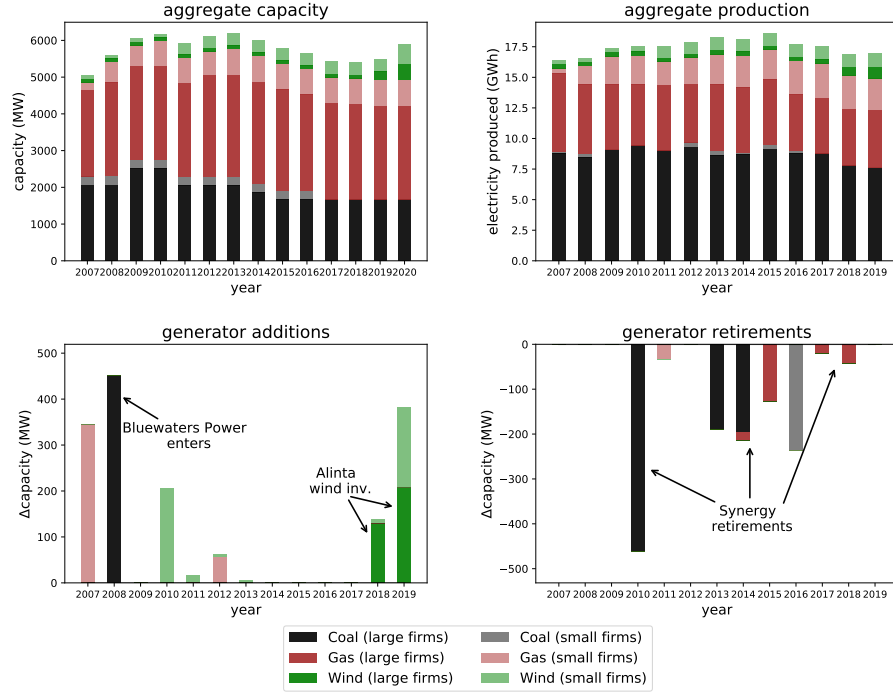 aggregate capacity
capacity (MW)
6000
5000
4000
3000
2000
1000
0
2007 2008 2009 2010 2011 2012 2013 2014 2015 2016 2017 2018 2019 2020
year
aggregate production
electricity produced (GWh)
17.5
15.0
12.5
10.0
7.5
5.0
2.5
0.0
2007 2008 2009 2010 2011 2012 2013 2014 2015 2016 2017 2018 2019
year
generator additions
Δcapacity (MW)
500
400
300
200
100
0
Bluewaters Power
enters
Alinta
wind inv.
2007 2008 2009 2010 2011 2012 2013 2014 2015 2016 2017 2018 2019
year
generator retirements
Δcapacity (MW)
0
−100
−200
−300
−400
−500
Synergy
retirements
2007 2008 2009 2010 2011 2012 2013 2014 2015 2016 2017 2018 2019
year
Coal (large firms)
Gas (large firms)
Wind (large firms)
Coal (small firms)
Gas (small firms)
Wind (small firms)